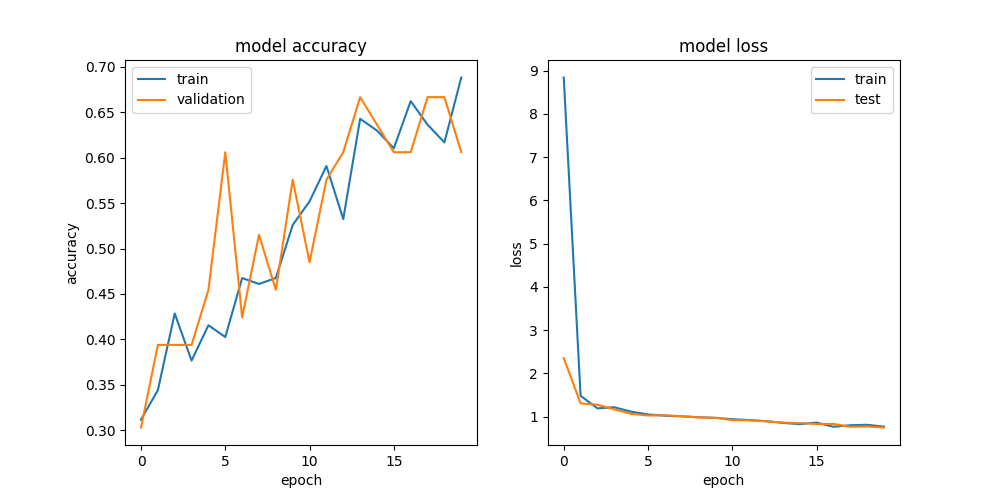 model accuracy
train
validation
0.70
0.65
0.60
0.55
0.50
0.45
0.40
0.35
0.30
accuracy
0
5
10
15
epoch
model loss
train
test
9
8
7
6
5
4
3
2
1
loss
0
5
10
15
epoch